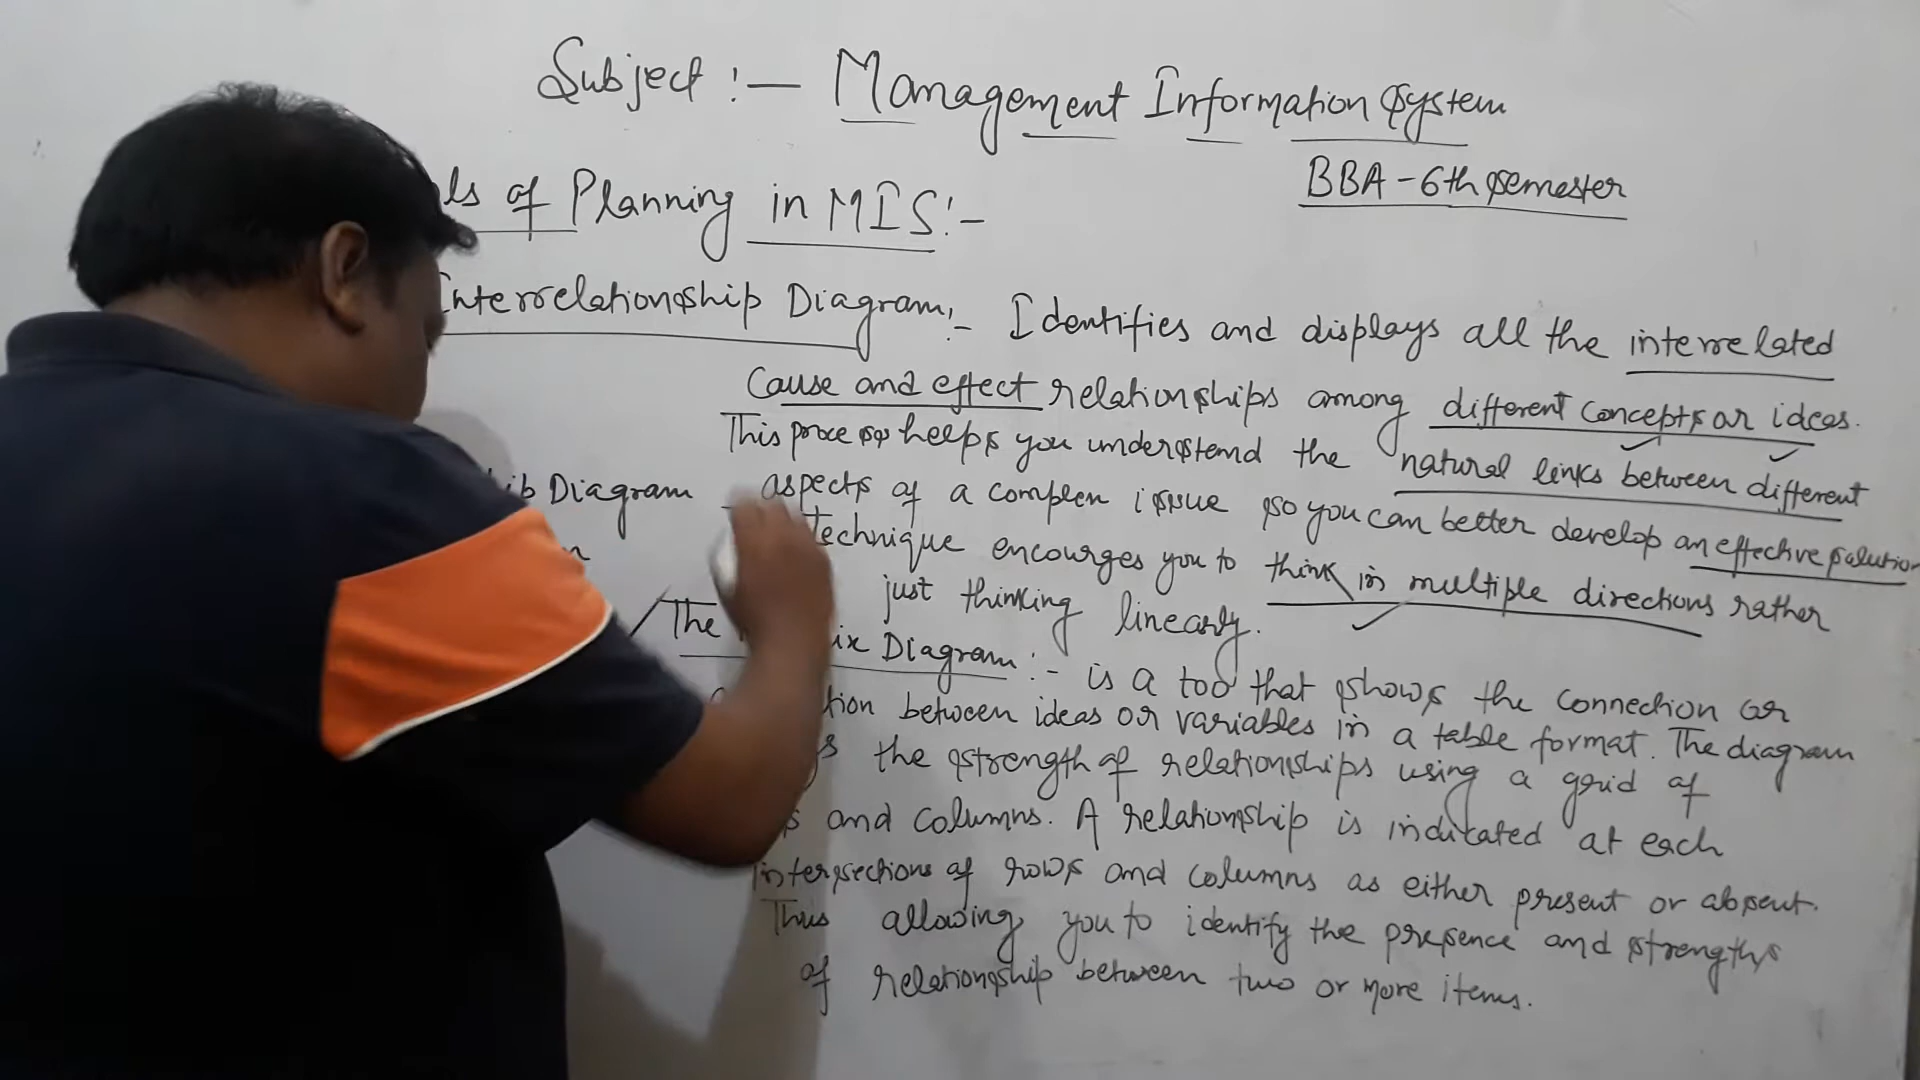 Subject :- Management Information System
BBA - 6th semester
ls of Planning in MIS :-
Interrelationship Diagram :- Identifies and displays all the interrelated
Cause and effect relationships among different concepts or ideas.
This process helps you understand the natural links between different
ip Diagram aspects of a complex issue so you can better develop an effective solution
technique encourges you to think in multiple directions rather
just thinking linearly.
The ix Diagram :- is a tool that shows the connection or
tion between ideas or variables in a table format. The diagram
s the strength of relationships using a grid of
s and columns. A relationship is indicated at each
intersections of rows and columns as either present or absent.
Thus allowing you to identify the presence and strengths
of relationship between two or more items.